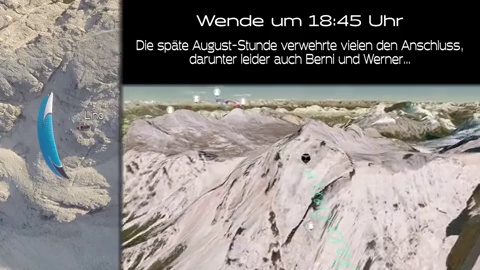 Wende um 18:45 Uhr
Die späte August-Stunde verwehrte vielen den Anschluss,
darunter leider auch Berni und Werner...
Lino